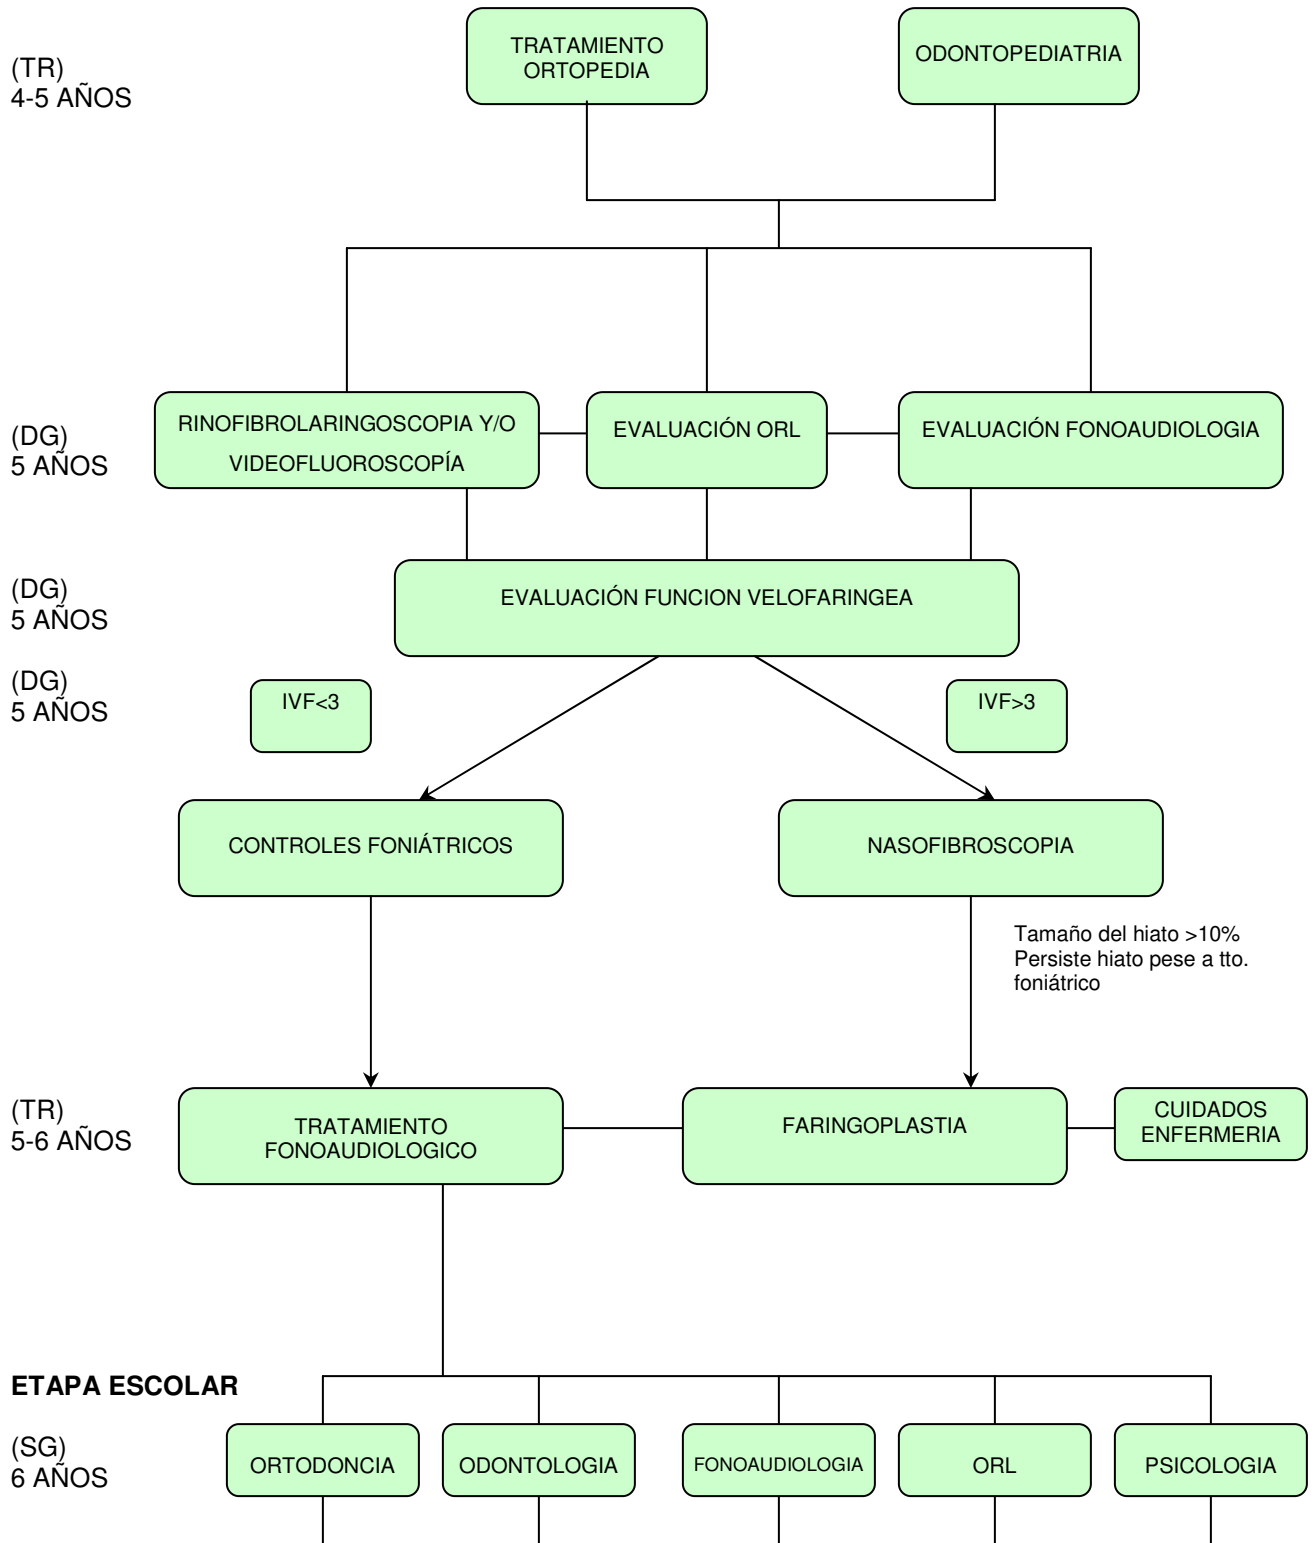 (TR)
4-5 AÑOS
TRATAMIENTO
ORTOPEDIA
ODONTOPEDIATRIA
(DG)
5 AÑOS
RINOFIBROLARINGOSCOPIA Y/O
VIDEOFLUOROSCOPÍA
EVALUACIÓN ORL
EVALUACIÓN FONOAUDIOLOGIA
(DG)
5 AÑOS
EVALUACIÓN FUNCION VELOFARINGEA
(DG)
5 AÑOS
IVF<3
IVF>3
CONTROLES FONIÁTRICOS
NASOFIBROSCOPIA
Tamaño del hiato >10%
Persiste hiato pese a tto.
foniátrico
(TR)
5-6 AÑOS
TRATAMIENTO
FONOAUDIOLOGICO
FARINGOPLASTIA
CUIDADOS
ENFERMERIA
ETAPA ESCOLAR
(SG)
6 AÑOS
ORTODONCIA
ODONTOLOGIA
FONOAUDIOLOGIA
ORL
PSICOLOGIA